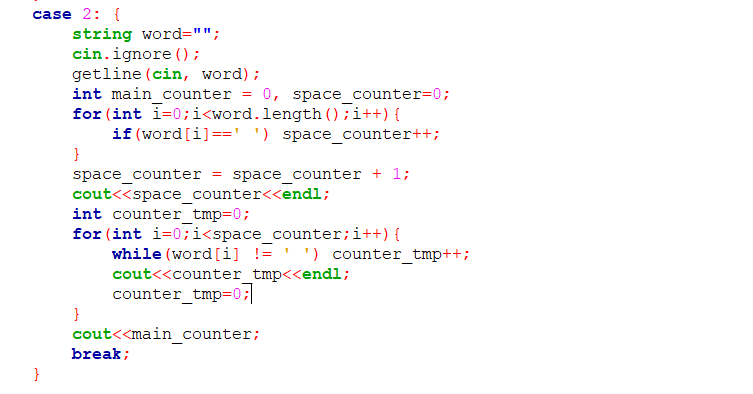 case 2: {
string word="";
cin.ignore();
getline(cin, word);
int main_counter = 0, space_counter=0;
for(int i=0;i<word.length();i++){
if(word[i]==' ') space_counter++;
}
space_counter = space_counter + 1;
cout<<space_counter<<endl;
int counter_tmp=0;
for(int i=0;i<space_counter;i++){
while(word[i] != ' ') counter_tmp++;
cout<<counter_tmp<<endl;
counter_tmp=0;
}
cout<<main_counter;
break;
}